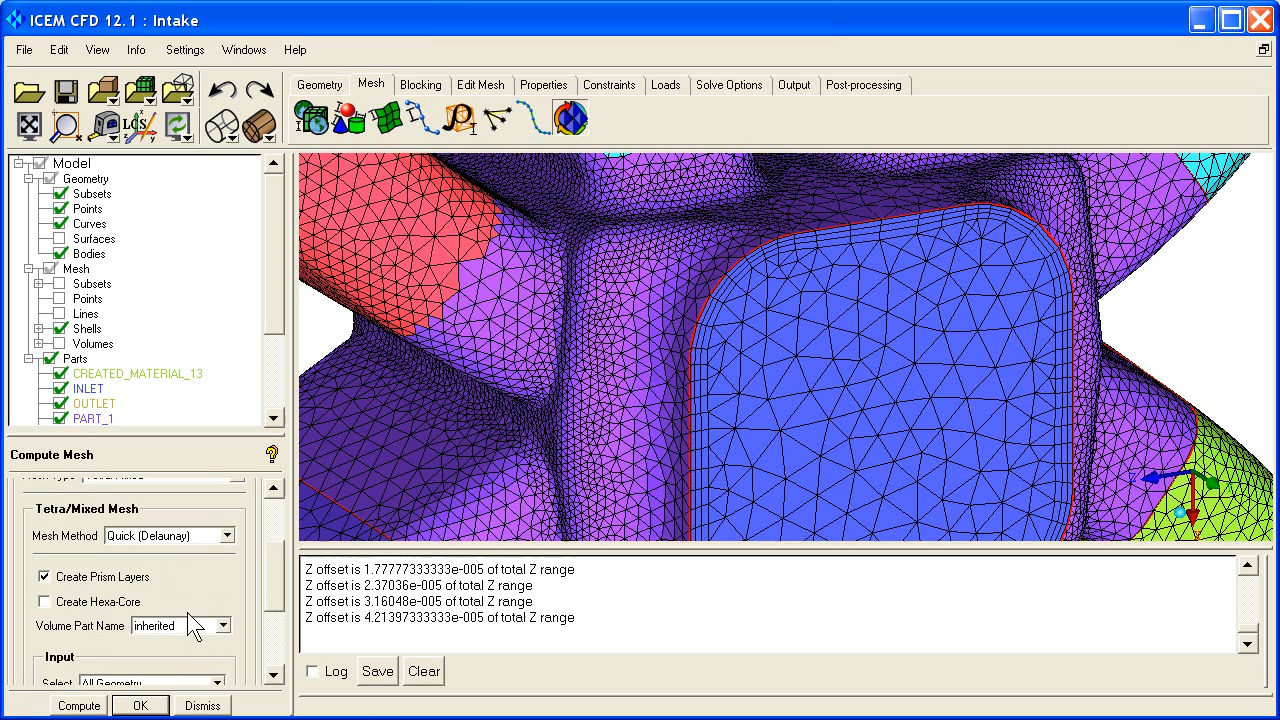 ICEM CFD 12.1 : Intake
File Edit View Info Settings Windows Help
Geometry Mesh Blocking Edit Mesh Properties Constraints Loads Solve Options Output Post-processing
Model
Geometry
Subsets
Points
Curves
Surfaces
Bodies
Mesh
Subsets
Points
Lines
Shells
Volumes
Parts
CREATED_MATERIAL_13
INLET
OUTLET
PART_1
Compute Mesh
Tetra/Mixed Mesh
Mesh Method Quick (Delaunay)
Create Prism Layers
Create Hexa-Core
Volume Part Name inherited
Input
Select All Geometry
Compute OK Dismiss
Z offset is 1.77777333333e-005 of total Z range
Z offset is 2.37036e-005 of total Z range
Z offset is 3.16048e-005 of total Z range
Z offset is 4.21397333333e-005 of total Z range
Log Save Clear